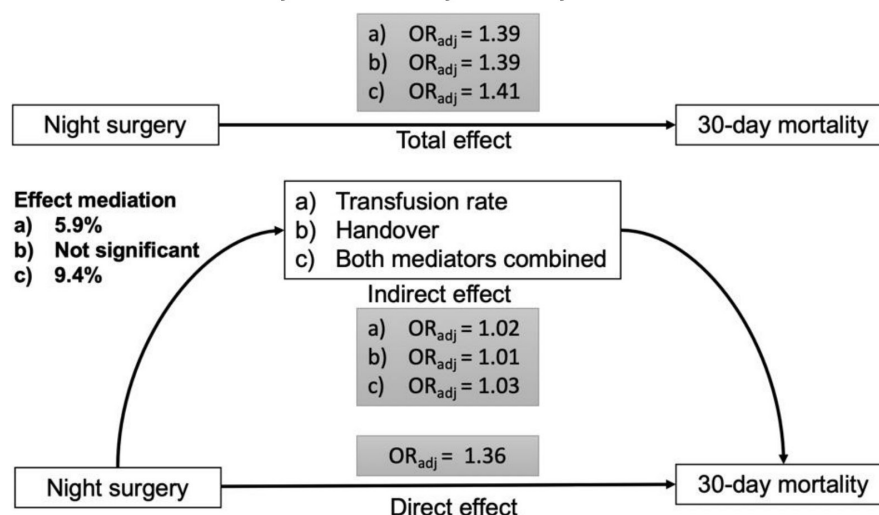 a) ORadj = 1.39
b) ORadj = 1.39
c) ORadj = 1.41
Night surgery
30-day mortality
Total effect
Effect mediation
a) 5.9%
b) Not significant
c) 9.4%
a) Transfusion rate
b) Handover
c) Both mediators combined
Indirect effect
a) ORadj = 1.02
b) ORadj = 1.01
c) ORadj = 1.03
ORadj = 1.36
Night surgery
30-day mortality
Direct effect